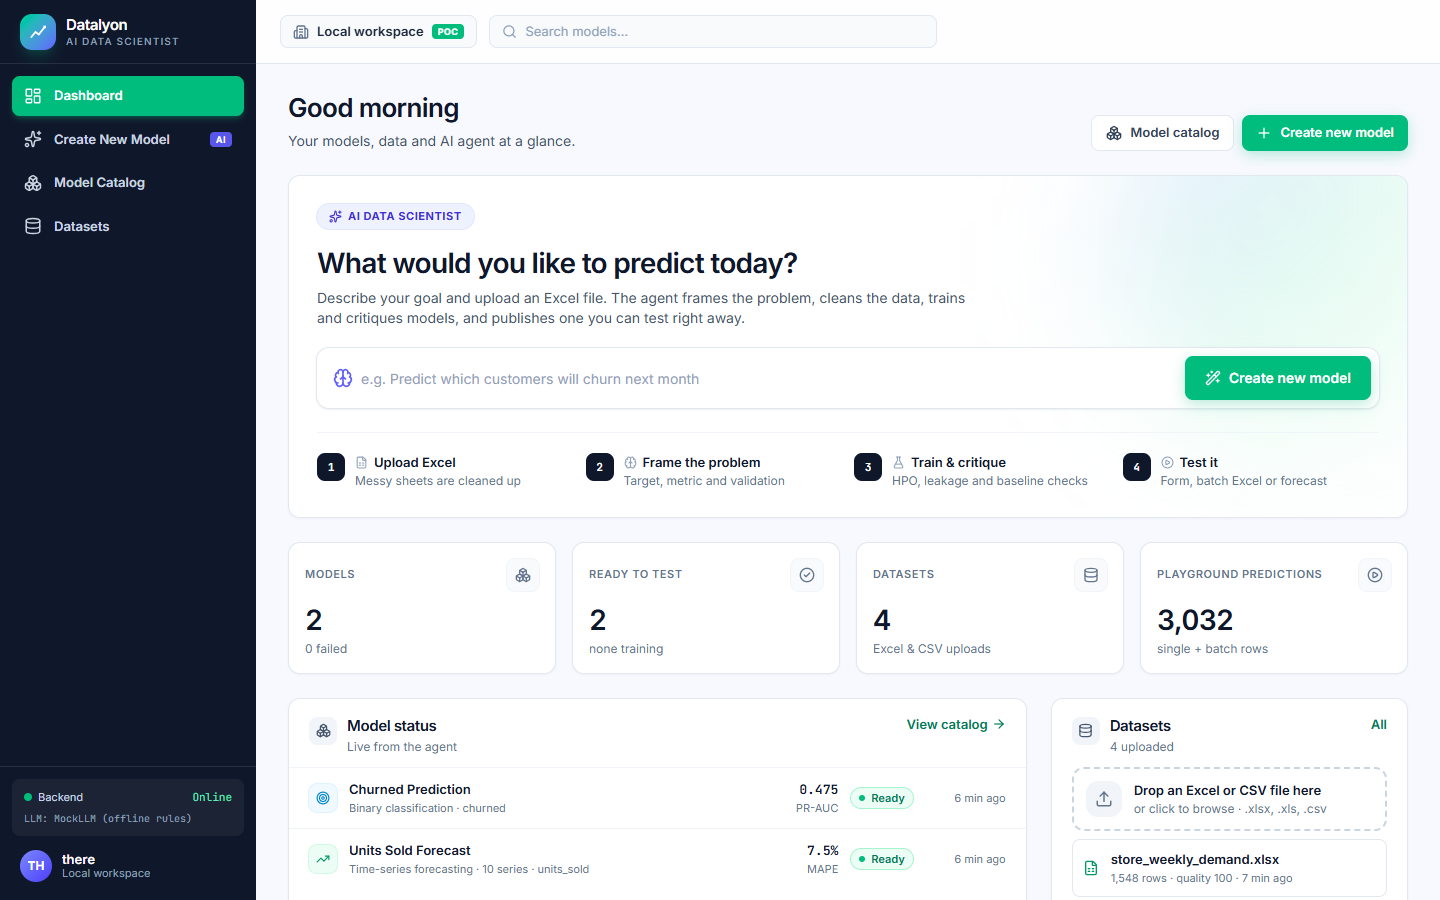 Datalyon
AI DATA SCIENTIST
Dashboard
Create New Model AI
Model Catalog
Datasets
Backend Online
LLM: MockLLM (offline rules)
TH there
Local workspace
Local workspace POC
Search models...
Good morning
Your models, data and AI agent at a glance.
Model catalog
Create new model
AI DATA SCIENTIST
What would you like to predict today?
Describe your goal and upload an Excel file. The agent frames the problem, cleans the data, trains
and critiques models, and publishes one you can test right away.
e.g. Predict which customers will churn next month
Create new model
1 Upload Excel
Messy sheets are cleaned up
2 Frame the problem
Target, metric and validation
3 Train & critique
HPO, leakage and baseline checks
4 Test it
Form, batch Excel or forecast
MODELS
2
0 failed
READY TO TEST
2
none training
DATASETS
4
Excel & CSV uploads
PLAYGROUND PREDICTIONS
3,032
single + batch rows
Model status
Live from the agent
View catalog →
Churned Prediction
Binary classification · churned
0.475
PR-AUC
Ready
6 min ago
Units Sold Forecast
Time-series forecasting · 10 series · units_sold
7.5%
MAPE
Ready
6 min ago
Datasets
4 uploaded
All
Drop an Excel or CSV file here
or click to browse · .xlsx, .xls, .csv
store_weekly_demand.xlsx
1,548 rows · quality 100 · 7 min ago